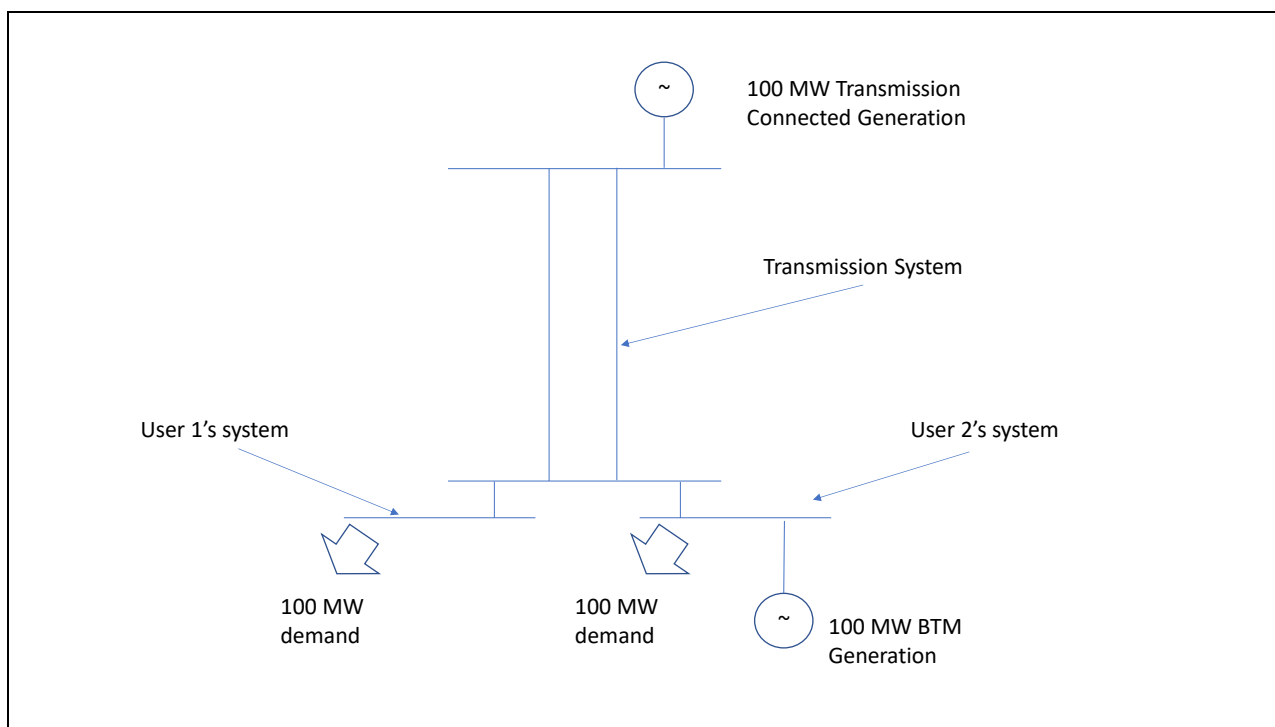 ~
100 MW Transmission
Connected Generation
Transmission System
User 1’s system
User 2’s system
100 MW
demand
100 MW
demand
~
100 MW BTM
Generation